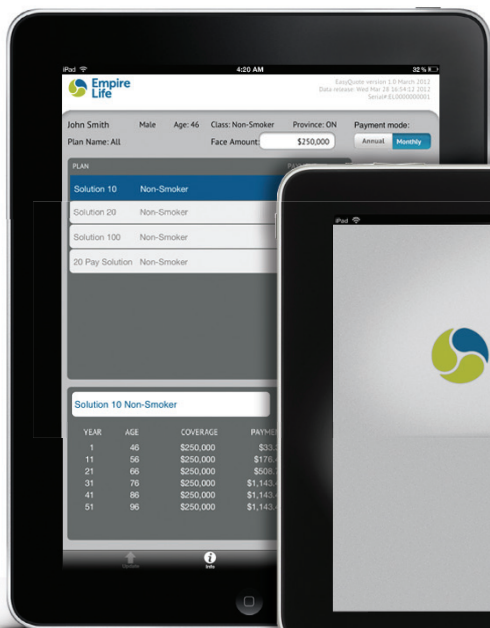 iPad
4:20 AM
32 %
Empire
Life
EasyQuote version 1.0 March 2012
Data release: Wed Mar 28 16:54:12 2012
Serial# EL0000000001
John Smith Male Age: 46 Class: Non-Smoker Province: ON Payment mode:
Plan Name: All Face Amount: $250,000 Annual Monthly
PLAN
Solution 10 Non-Smoker
Solution 20 Non-Smoker
Solution 100 Non-Smoker
20 Pay Solution Non-Smoker
Solution 10 Non-Smoker
YEAR AGE COVERAGE
1 46 $250,000
11 56 $250,000
21 66 $250,000
31 76 $250,000
41 86 $250,000
51 96 $250,000
Update Info
iPad